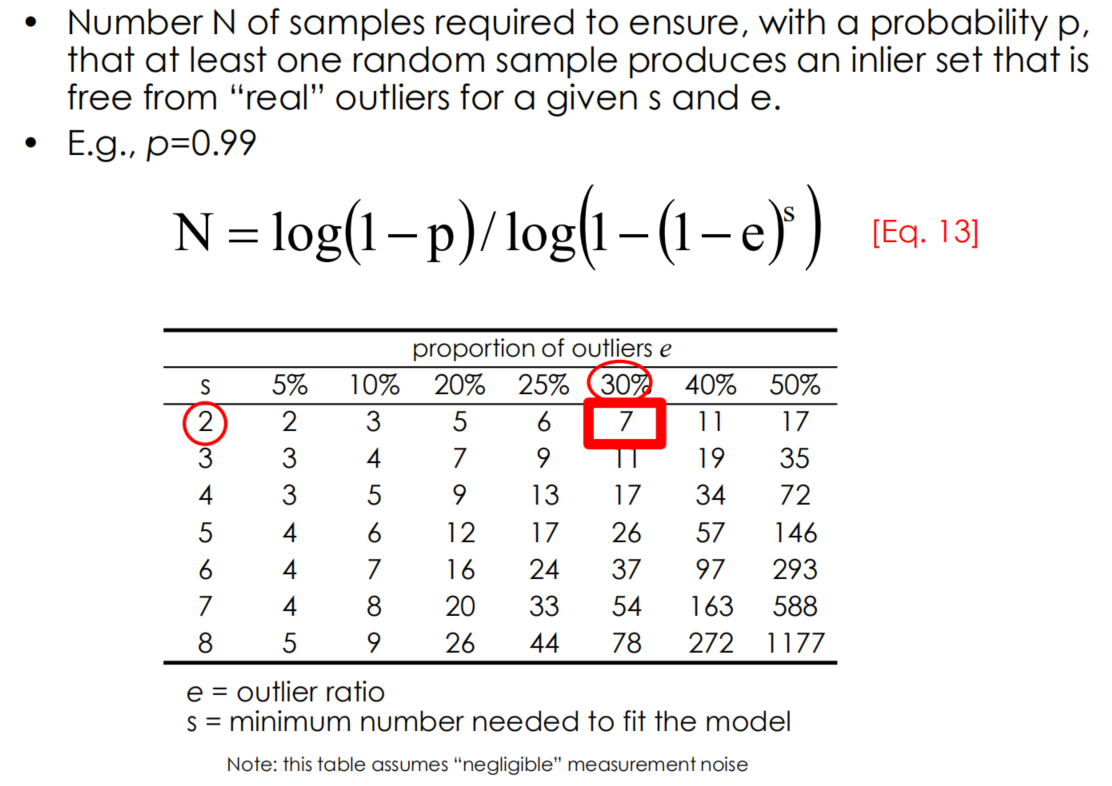 • Number N of samples required to ensure, with a probability p,
that at least one random sample produces an inlier set that is
free from “real” outliers for a given s and e.
• E.g., p=0.99
N = log(1 − p)/ log(1 − (1 − e)ˢ) [Eq. 13]
proportion of outliers e
s 5% 10% 20% 25% 30% 40% 50%
2 2 3 5 6 7 11 17
3 3 4 7 9 11 19 35
4 3 5 9 13 17 34 72
5 4 6 12 17 26 57 146
6 4 7 16 24 37 97 293
7 4 8 20 33 54 163 588
8 5 9 26 44 78 272 1177
e = outlier ratio
s = minimum number needed to fit the model
Note: this table assumes “negligible” measurement noise